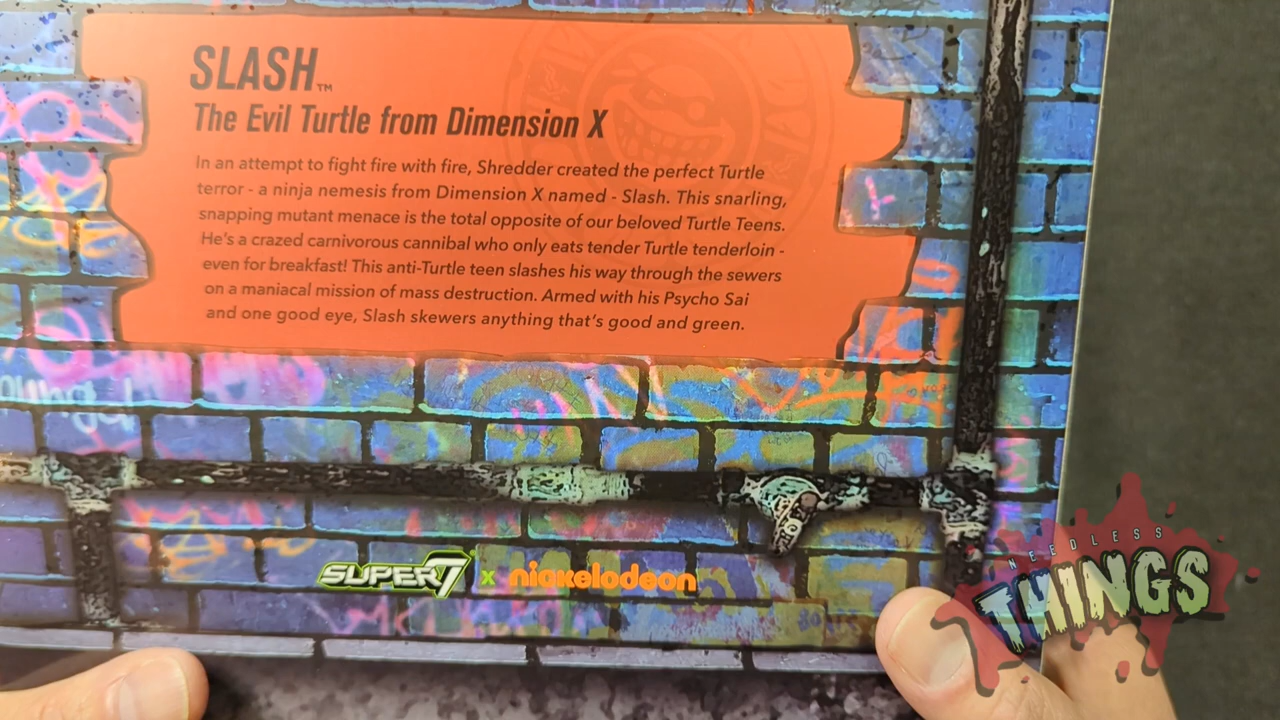 SLASH™
The Evil Turtle from Dimension X
In an attempt to fight fire with fire, Shredder created the perfect Turtle
terror - a ninja nemesis from Dimension X named - Slash. This snarling,
snapping mutant menace is the total opposite of our beloved Turtle Teens.
He's a crazed carnivorous cannibal who only eats tender Turtle tenderloin -
even for breakfast! This anti-Turtle teen slashes his way through the sewers
on a maniacal mission of mass destruction. Armed with his Psycho Sai
and one good eye, Slash skewers anything that's good and green.
SUPER7 x nickelodeon
NEEDLESS
THINGS